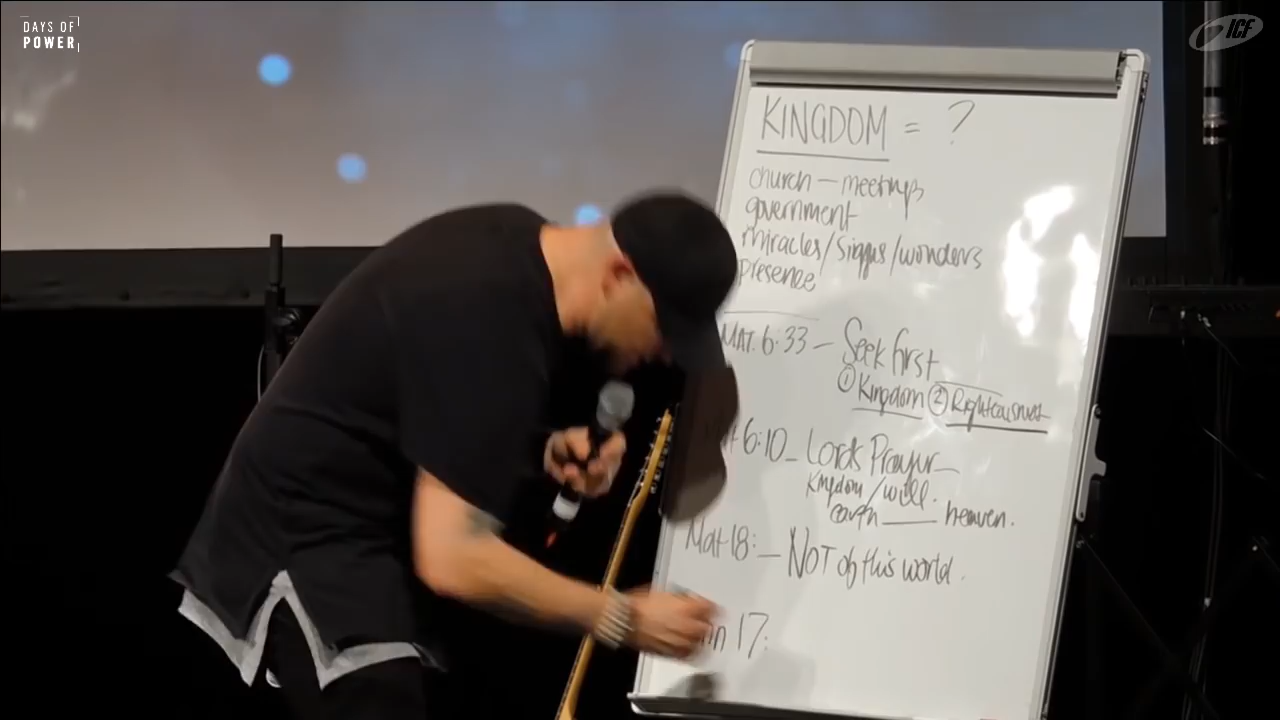 DAYS OF
POWER
ICF
KINGDOM = ?
church — meetings
government
miracles/signs/wonders
presence
MAT. 6:33 — Seek first
① Kingdom ② Righteousness
6:10 — Lords Prayer —
Kingdom/will.
earth — heaven.
Mat 18: — NOT of this world.
17: